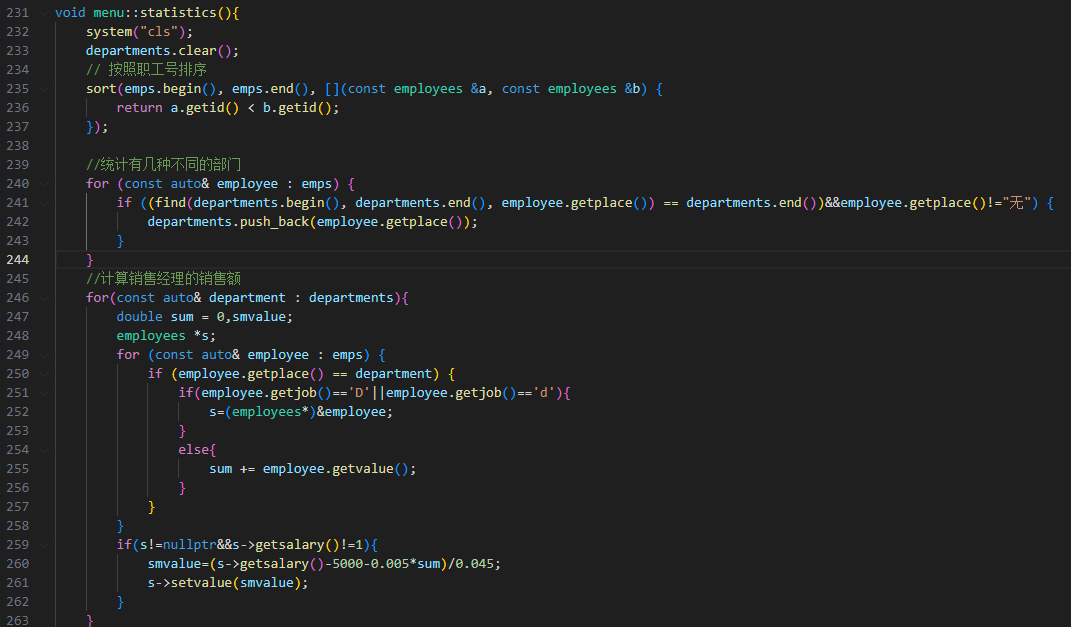 231 void menu::statistics(){
232     system("cls");
233     departments.clear();
234     // 按照职工号排序
235     sort(emps.begin(), emps.end(), [](const employees &a, const employees &b) {
236         return a.getid() < b.getid();
237     });
238
239     //统计有几种不同的部门
240     for (const auto& employee : emps) {
241         if ((find(departments.begin(), departments.end(), employee.getplace()) == departments.end())&&employee.getplace()!="无") {
242             departments.push_back(employee.getplace());
243         }
244     }
245     //计算销售经理的销售额
246     for(const auto& department : departments){
247         double sum = 0,smvalue;
248         employees *s;
249         for (const auto& employee : emps) {
250             if (employee.getplace() == department) {
251                 if(employee.getjob()=='D'||employee.getjob()=='d'){
252                     s=(employees*)&employee;
253                 }
254                 else{
255                     sum += employee.getvalue();
256                 }
257             }
258         }
259         if(s!=nullptr&&s->getsalary()!=1){
260             smvalue=(s->getsalary()-5000-0.005*sum)/0.045;
261             s->setvalue(smvalue);
262         }
263     }